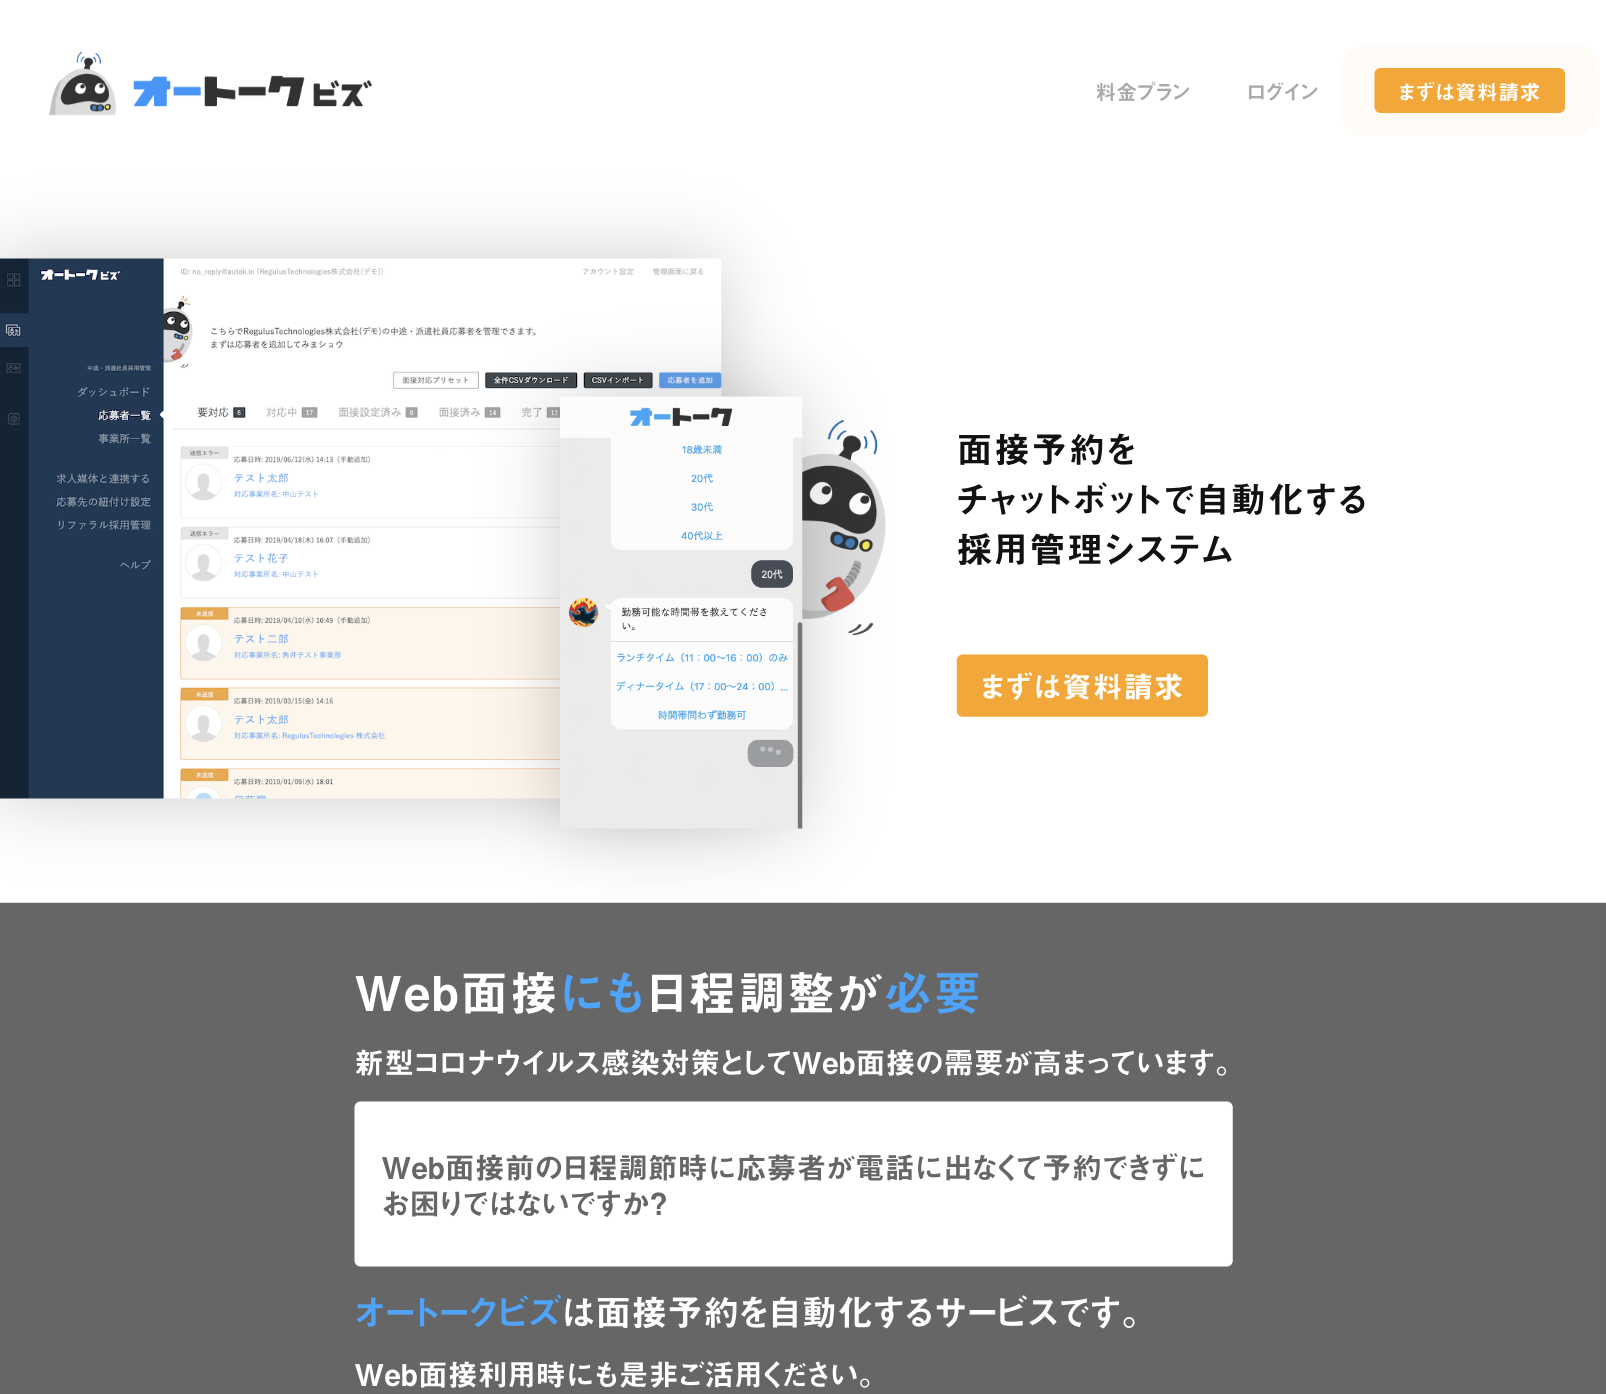 オートーク ビズ
料金プラン
ログイン
まずは資料請求
オートーク ビズ
ID: no_reply@autok.io (RegulusTechnologies株式会社(デモ))
アカウント設定
管理画面に戻る
こちらでRegulusTechnologies株式会社(デモ)の中途・派遣社員応募者を管理できます。
まずは応募者を追加してみまショウ
中途・派遣社員採用管理
ダッシュボード
応募者一覧
事業所一覧
求人媒体と連携する
応募先の紐付け設定
リファラル採用管理
ヘルプ
面接対応プリセット
全件CSVダウンロード
CSVインポート
応募者を追加
要対応 6
対応中 17
面接設定済み 6
面接済み 14
完了 11
送信エラー
応募日時: 2019/06/12(水) 14:13（手動追加）
テスト太郎
対応事業所名: 中山テスト
送信エラー
応募日時: 2019/04/18(木) 16:07（手動追加）
テスト花子
対応事業所名: 中山テスト
未送信
応募日時: 2019/04/10(水) 10:49（手動追加）
テスト二郎
対応事業所名: 角井テスト事業部
未送信
応募日時: 2019/03/15(金) 14:16
テスト太郎
対応事業所名: RegulusTechnologies 株式会社
未送信
応募日時: 2019/01/09(水) 18:01
オートーク
18歳未満
20代
30代
40代以上
20代
勤務可能な時間帯を教えてくださ
い。
ランチタイム（11：00〜16：00）のみ
ディナータイム（17：00〜24：00）...
時間帯問わず勤務可
面接予約を
チャットボットで自動化する
採用管理システム
まずは資料請求
Web面接にも日程調整が必要
新型コロナウイルス感染対策としてWeb面接の需要が高まっています。
Web面接前の日程調節時に応募者が電話に出なくて予約できずに
お困りではないですか?
オートークビズは面接予約を自動化するサービスです。
Web面接利用時にも是非ご活用ください。